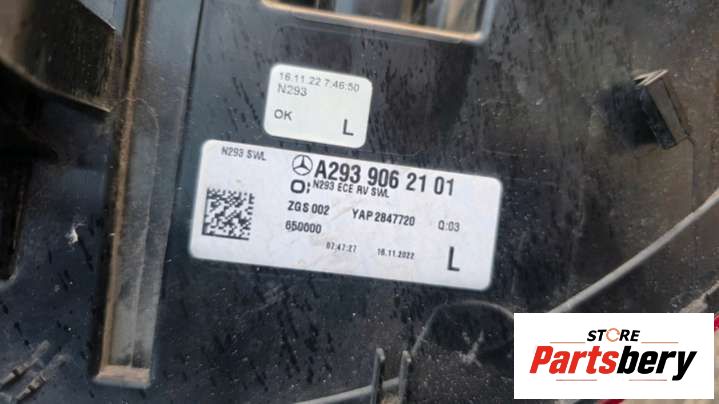 16.11.22 7:46:50
N293
OK
L
N293 SWL
A293 906 21 01
N293 ECE RV SWL
ZGS 002 YAP 2847720 Q:03
650000
07:47:27 16.11.2022
L
STORE
Partsbery